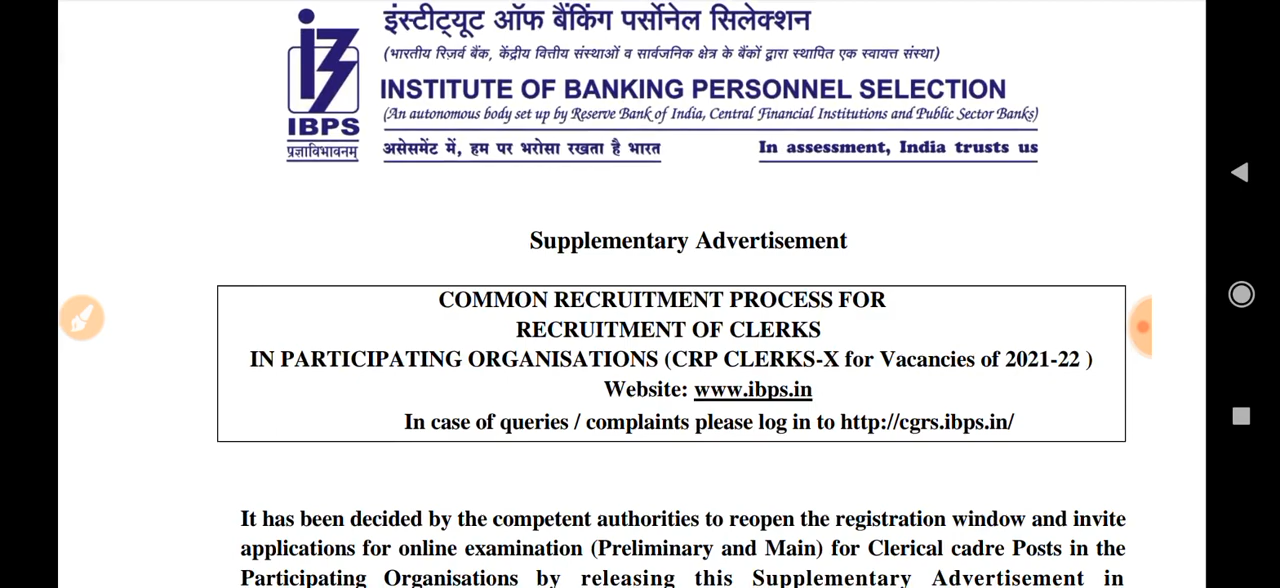 इंस्टीट्यूट ऑफ बैंकिंग पर्सोनेल सिलेक्शन
(भारतीय रिज़र्व बैंक, केंद्रीय वित्तीय संस्थाओं व सार्वजनिक क्षेत्र के बैंकों द्वारा स्थापित एक स्वायत्त संस्था)
INSTITUTE OF BANKING PERSONNEL SELECTION
(An autonomous body set up by Reserve Bank of India, Central Financial Institutions and Public Sector Banks)
IBPS
प्रज्ञाविभावनम्
असेसमेंट में, हम पर भरोसा रखता है भारत
In assessment, India trusts us
Supplementary Advertisement
COMMON RECRUITMENT PROCESS FOR
RECRUITMENT OF CLERKS
IN PARTICIPATING ORGANISATIONS (CRP CLERKS-X for Vacancies of 2021-22 )
Website: www.ibps.in
In case of queries / complaints please log in to http://cgrs.ibps.in/
It has been decided by the competent authorities to reopen the registration window and invite
applications for online examination (Preliminary and Main) for Clerical cadre Posts in the
Participating Organisations by releasing this Supplementary Advertisement in